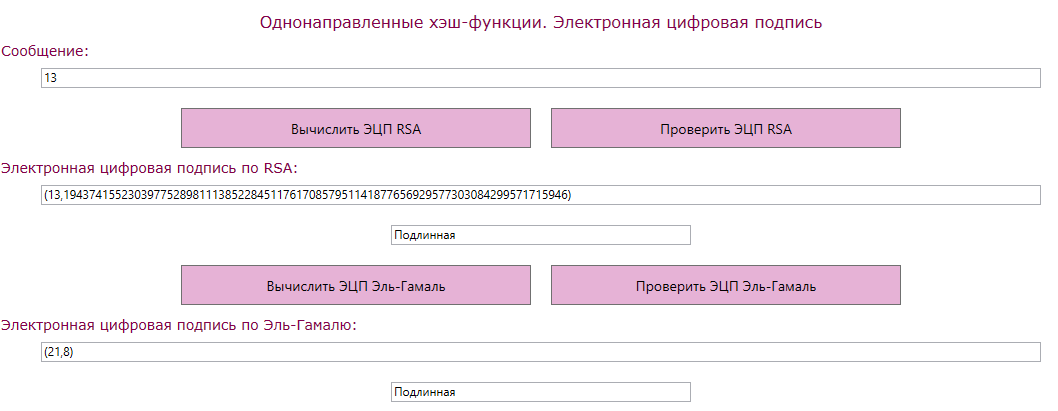 Однонаправленные хэш-функции. Электронная цифровая подпись
Сообщение:
13
Вычислить ЭЦП RSA
Проверить ЭЦП RSA
Электронная цифровая подпись по RSA:
(13,19437415523039775289811138522845117617085795114187765692957730308429957171594​6)
Подлинная
Вычислить ЭЦП Эль-Гамаль
Проверить ЭЦП Эль-Гамаль
Электронная цифровая подпись по Эль-Гамалю:
(21,8)
Подлинная